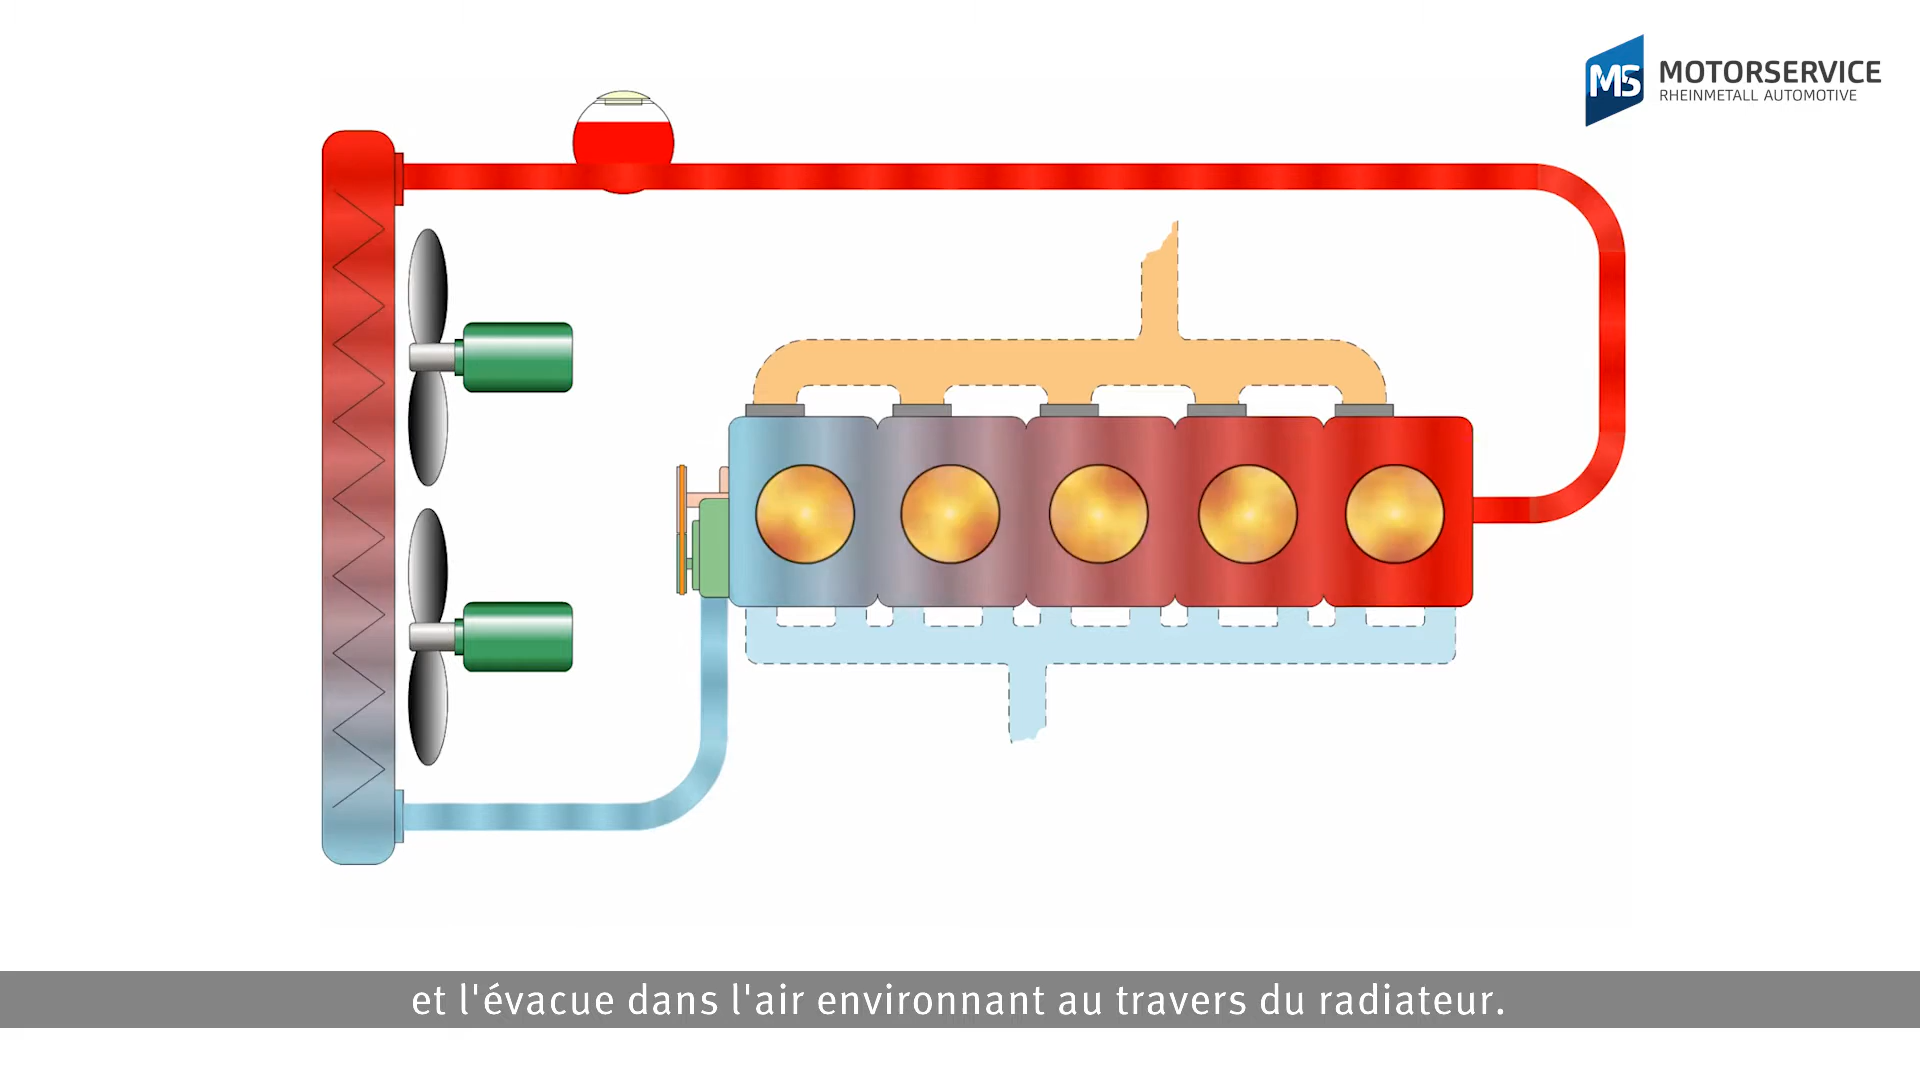 MS MOTORSERVICE
RHEINMETALL AUTOMOTIVE
et l'évacue dans l'air environnant au travers du radiateur.